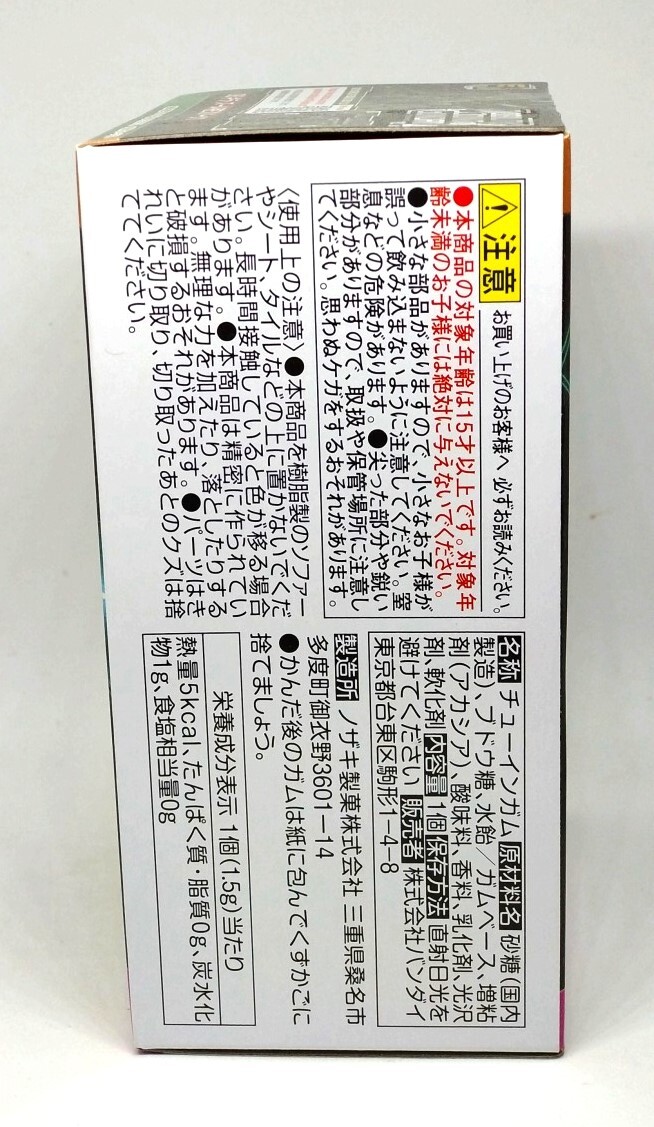 注意 お買い上げのお客様へ 必ずお読みください。
●本商品の対象年齢は15才以上です。対象年
齢未満のお子様には絶対に与えないでください。
●小さな部品がありますので、小さなお子様が
誤って飲み込まないように注意してください。窒
息などの危険があります。●尖った部分や鋭い
部分がありますので、取扱や保管場所に注意し
てください。思わぬケガをするおそれがあります。
〈使用上の注意〉●本商品を樹脂製のソファー
やシート、タイルなどの上に置かないでくだ
さい。長時間接触していると色が移る場合
があります。●本商品は精密に作られてい
ます。無理な力を加えたり、落としたりする
と破損するおそれがあります。●パーツはき
れいに切り取り、切り取ったあとのクズは捨
ててください。
名称 チューインガム 原材料名 砂糖(国内
製造)、ブドウ糖、水飴/ガムベース、増粘
剤(アカシア)、酸味料、香料、乳化剤、光沢
剤、軟化剤 内容量 1個 保存方法 直射日光を
避けてください 販売者 株式会社バンダイ
東京都台東区駒形1-4-8
製造所 ノザキ製菓株式会社 三重県桑名市
多度町御衣野3601-14
●かんだ後のガムは紙に包んでくずかごに
捨てましょう。
栄養成分表示 1個(1.5g)当たり
熱量5kcal、たんぱく質・脂質0g、炭水化
物1g、食塩相当量0g